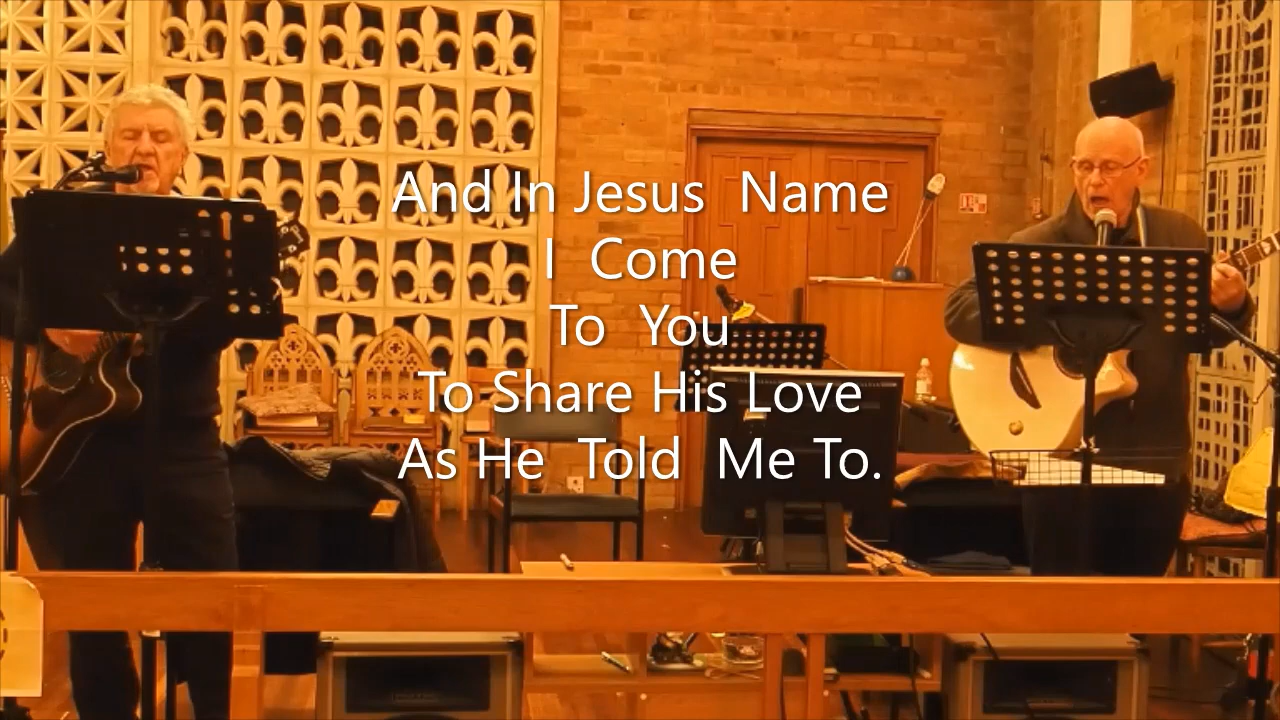 And In Jesus Name
I Come
To You
To Share His Love
As He Told Me To.